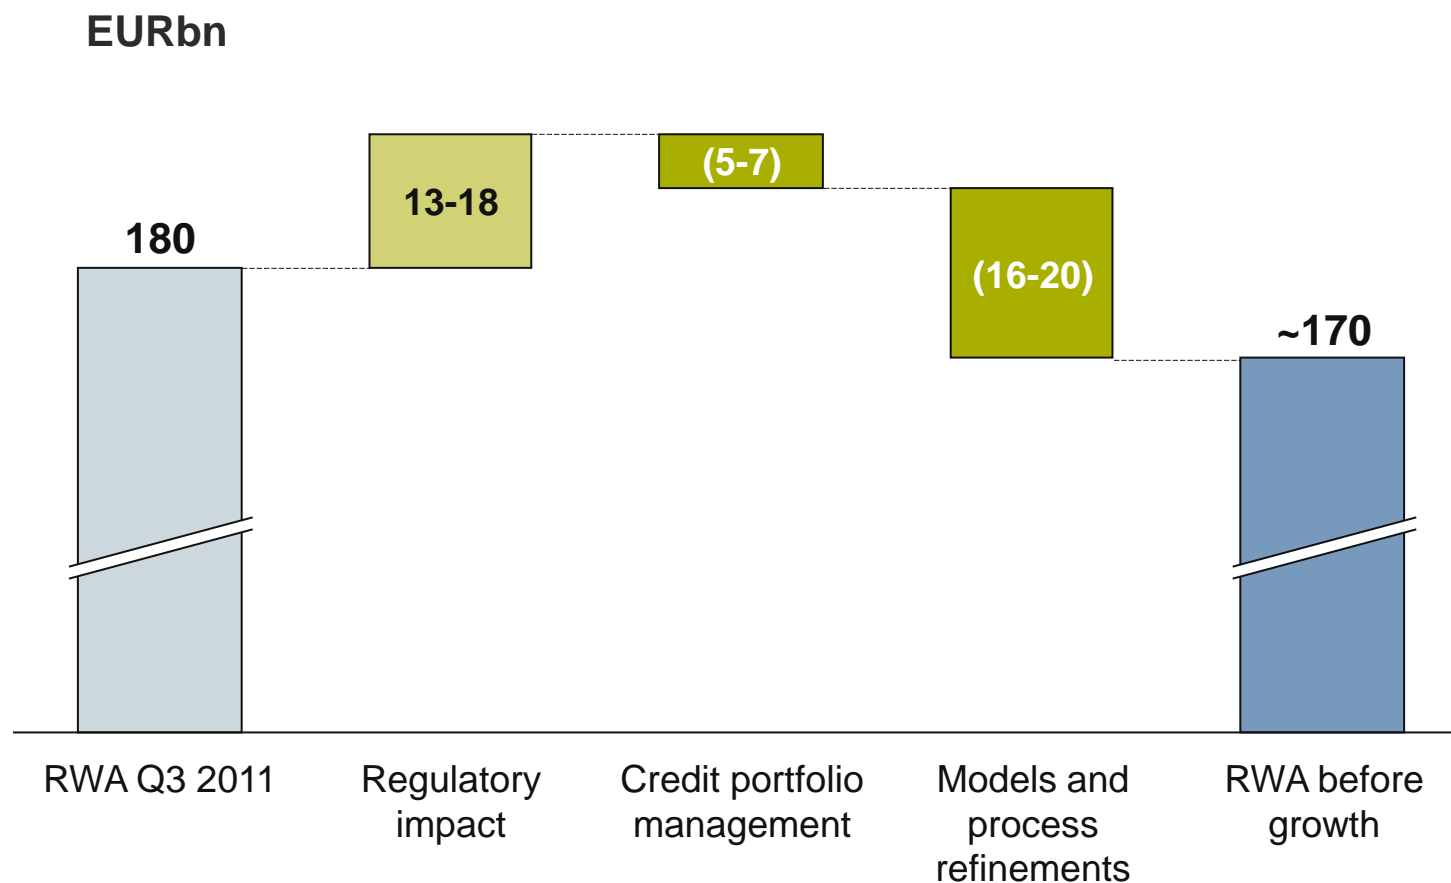 EURbn
180
13-18
(5-7)
(16-20)
~170
RWA Q3 2011
Regulatory
impact
Credit portfolio
management
Models and
process
refinements
RWA before
growth